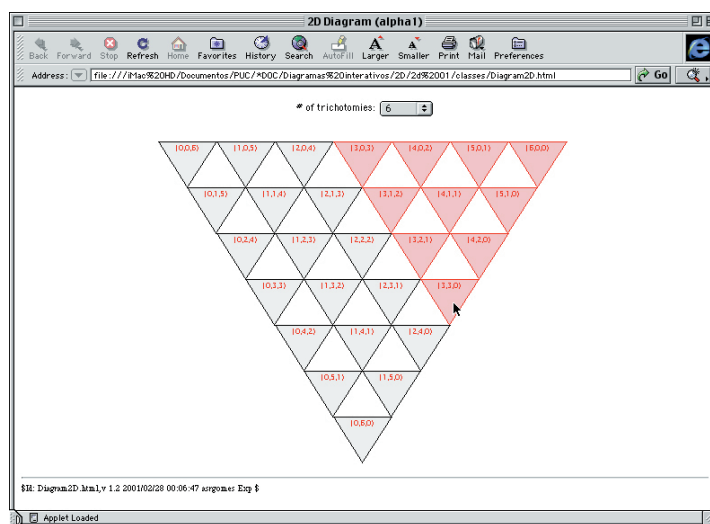 2D Diagram (alpha1)
Back Forward Stop Refresh Home Favorites History Search AutoFill Larger Smaller Print Mail Preferences
Address: file:///iMac%20HD/Documentos/PUC/*DOC/Diagramas%20interativos/2D/2d%2001/classes/Diagram2D.html Go
# of trichotomies: 6
(0,0,6) (1,0,5) (2,0,4) (3,0,3) (4,0,2) (5,0,1) (6,0,0)
(0,1,5) (1,1,4) (2,1,3) (3,1,2) (4,1,1) (5,1,0)
(0,2,4) (1,2,3) (2,2,2) (3,2,1) (4,2,0)
(0,3,3) (1,3,2) (2,3,1) (3,3,0)
(0,4,2) (1,4,1) (2,4,0)
(0,5,1) (1,5,0)
(0,6,0)
$Id: Diagram2D.html,v 1.2 2001/02/28 00:06:47 asrgomes Exp $
Applet Loaded